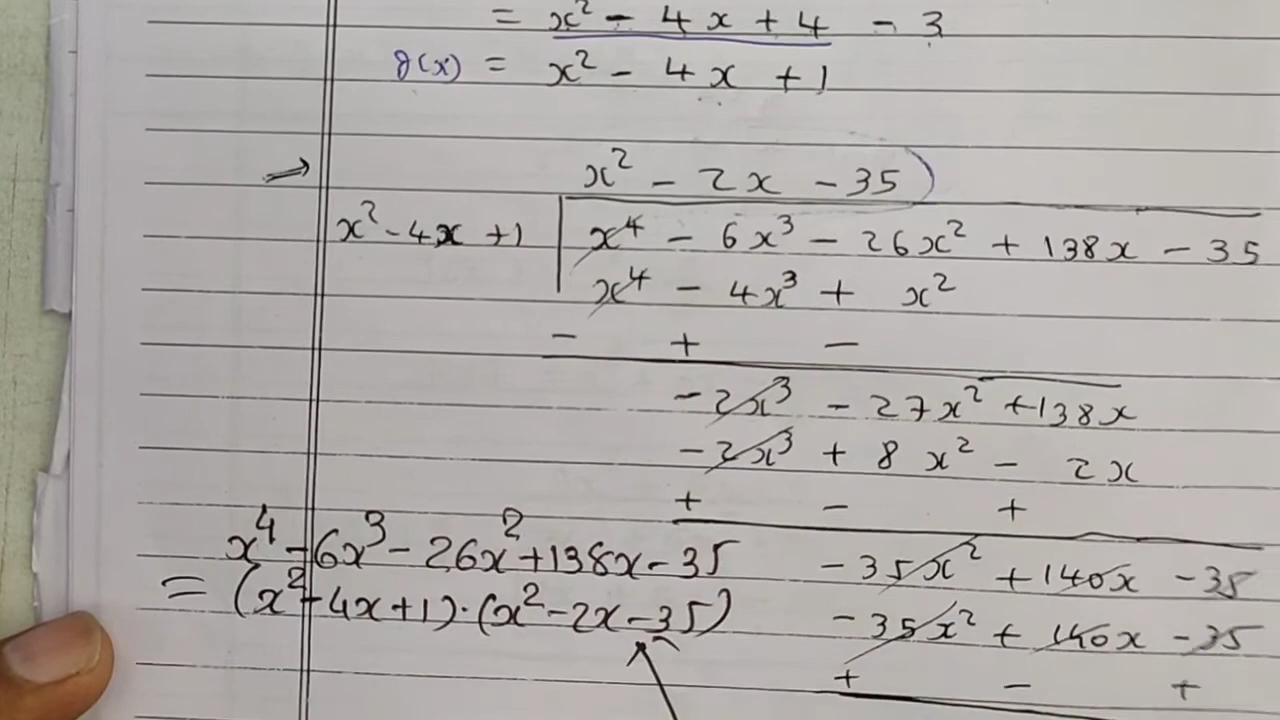 = x² - 4x + 4 - 3
g(x) = x² - 4x + 1
⇒ x² - 2x - 35
x² - 4x + 1 x⁴ - 6x³ - 26x² + 138x - 35
x⁴ - 4x³ + x²
- + -
-2x³ - 27x² + 138x
-2x³ + 8x² - 2x
+ - +
-35x² + 140x - 35
-35x² + 140x - 35
+ - +
x⁴ - 6x³ - 26x² + 138x - 35
= (x² - 4x + 1) · (x² - 2x - 35)